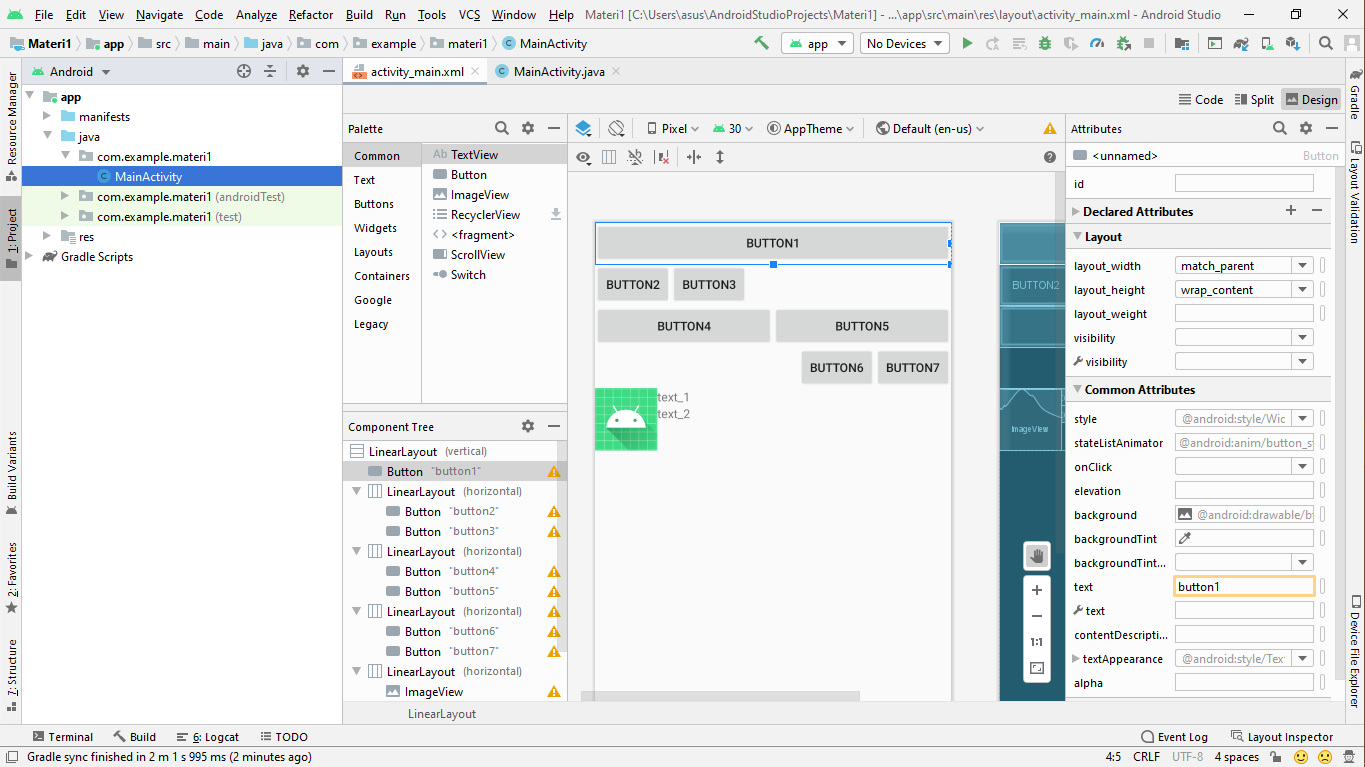 File Edit View Navigate Code Analyze Refactor Build Run Tools VCS Window Help Materi1 [C:\Users\asus\AndroidStudioProjects\Materi1] - ...\app\src\main\res\layout\activity_main.xml - Android Studio
Materi1 app src main java com example materi1 MainActivity app No Devices
Android
app
manifests
java
com.example.materi1
MainActivity
com.example.materi1 (androidTest)
com.example.materi1 (test)
res
Gradle Scripts
Resource Manager
1: Project
Build Variants
2: Favorites
7: Structure
activity_main.xml MainActivity.java
Code Split Design
Palette
Common
Text
Buttons
Widgets
Layouts
Containers
Google
Legacy
Ab TextView
Button
ImageView
RecyclerView
<fragment>
ScrollView
Switch
Component Tree
LinearLayout (vertical)
Button "button1"
LinearLayout (horizontal)
Button "button2"
Button "button3"
LinearLayout (horizontal)
Button "button4"
Button "button5"
LinearLayout (horizontal)
Button "button6"
Button "button7"
LinearLayout (horizontal)
ImageView
LinearLayout
Pixel 30 AppTheme Default (en-us)
BUTTON1
BUTTON2 BUTTON3
BUTTON4 BUTTON5
BUTTON6 BUTTON7
text_1
text_2
BUTTON2
ImageView
1:1
Attributes
<unnamed> Button
id
Declared Attributes
Layout
layout_width match_parent
layout_height wrap_content
layout_weight
visibility
visibility
Common Attributes
style @android:style/Wid
stateListAnimator @android:anim/button_st
onClick
elevation
background @android:drawable/bt
backgroundTint
backgroundTint...
text button1
text
contentDescripti...
textAppearance @android:style/Text
alpha
Gradle
Layout Validation
Device File Explorer
Terminal Build 6: Logcat TODO Event Log Layout Inspector
Gradle sync finished in 2 m 1 s 995 ms (2 minutes ago) 4:5 CRLF UTF-8 4 spaces